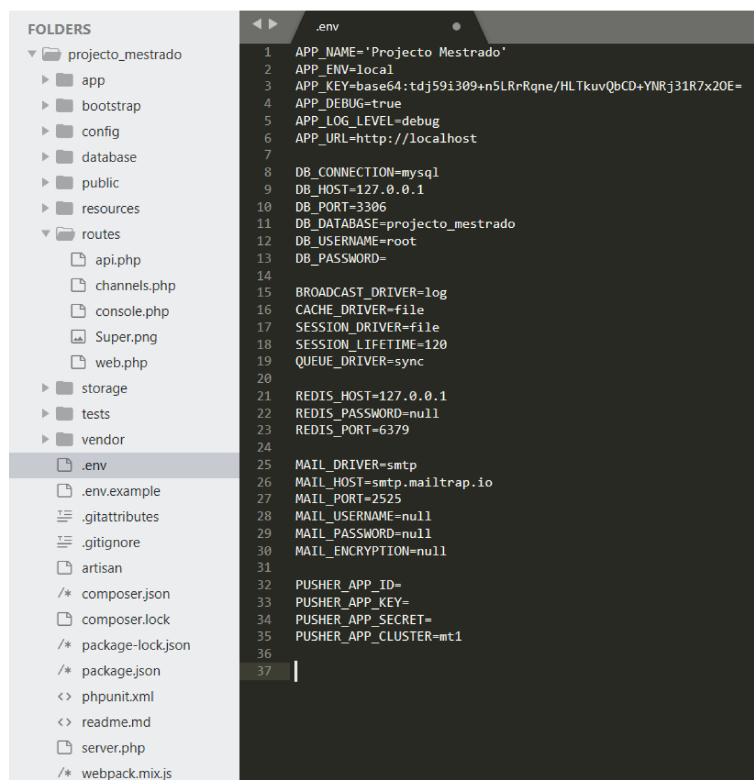 FOLDERS
projecto_mestrado
app
bootstrap
config
database
public
resources
routes
api.php
channels.php
console.php
Super.png
web.php
storage
tests
vendor
.env
.env.example
.gitattributes
.gitignore
artisan
/* composer.json
composer.lock
/* package-lock.json
/* package.json
<> phpunit.xml
<> readme.md
server.php
/* webpack.mix.js
.env
1 APP_NAME='Projecto Mestrado'
2 APP_ENV=local
3 APP_KEY=base64:tdj59i309+n5LRrRqne/HLTkuvQbCD+YNRj31R7x2OE=
4 APP_DEBUG=true
5 APP_LOG_LEVEL=debug
6 APP_URL=http://localhost
7
8 DB_CONNECTION=mysql
9 DB_HOST=127.0.0.1
10 DB_PORT=3306
11 DB_DATABASE=projecto_mestrado
12 DB_USERNAME=root
13 DB_PASSWORD=
14
15 BROADCAST_DRIVER=log
16 CACHE_DRIVER=file
17 SESSION_DRIVER=file
18 SESSION_LIFETIME=120
19 QUEUE_DRIVER=sync
20
21 REDIS_HOST=127.0.0.1
22 REDIS_PASSWORD=null
23 REDIS_PORT=6379
24
25 MAIL_DRIVER=smtp
26 MAIL_HOST=smtp.mailtrap.io
27 MAIL_PORT=2525
28 MAIL_USERNAME=null
29 MAIL_PASSWORD=null
30 MAIL_ENCRYPTION=null
31
32 PUSHER_APP_ID=
33 PUSHER_APP_KEY=
34 PUSHER_APP_SECRET=
35 PUSHER_APP_CLUSTER=mt1
36
37